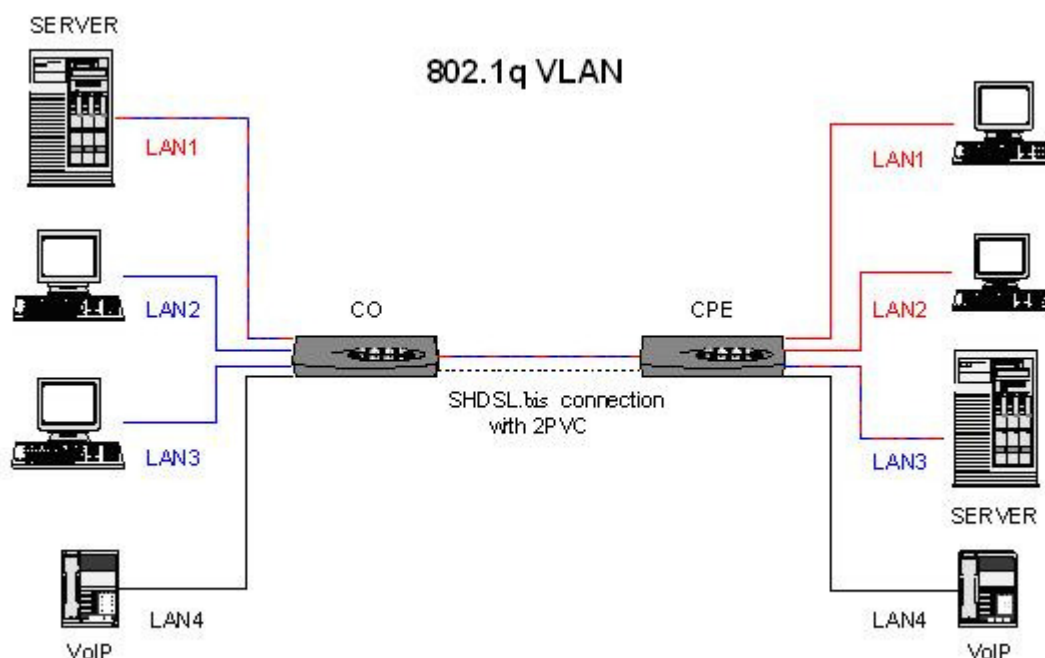 SERVER
802.1q VLAN
LAN1
LAN1
LAN2
LAN2
CO
CPE
SHDSL.bis connection
with 2PVC
LAN3
LAN3
SERVER
LAN4
LAN4
VoIP
VoIP